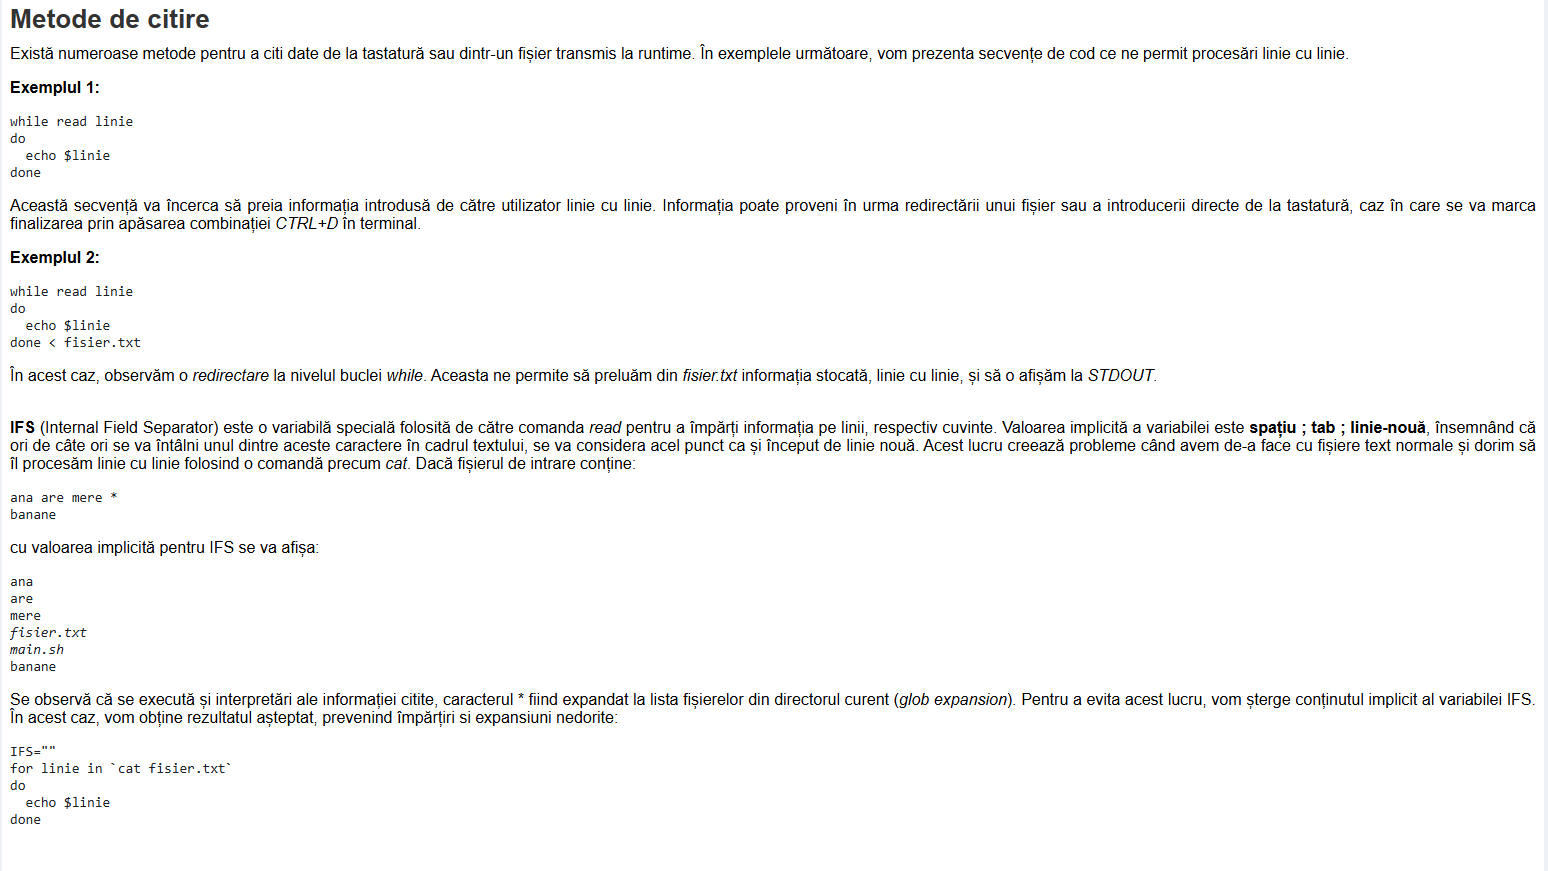 Metode de citire
Există numeroase metode pentru a citi date de la tastatură sau dintr-un fișier transmis la runtime. În exemplele următoare, vom prezenta secvențe de cod ce ne permit procesări linie cu linie.
Exemplul 1:
while read linie
do
  echo $linie
done
Această secvență va încerca să preia informația introdusă de către utilizator linie cu linie. Informația poate proveni în urma redirectării unui fișier sau a introducerii directe de la tastatură, caz în care se va marca
finalizarea prin apăsarea combinației CTRL+D în terminal.
Exemplul 2:
while read linie
do
  echo $linie
done < fisier.txt
În acest caz, observăm o redirectare la nivelul buclei while. Aceasta ne permite să preluăm din fisier.txt informația stocată, linie cu linie, și să o afișăm la STDOUT.
IFS (Internal Field Separator) este o variabilă specială folosită de către comanda read pentru a împărți informația pe linii, respectiv cuvinte. Valoarea implicită a variabilei este spațiu ; tab ; linie-nouă, însemnând că
ori de câte ori se va întâlni unul dintre aceste caractere în cadrul textului, se va considera acel punct ca și început de linie nouă. Acest lucru creează probleme când avem de-a face cu fișiere text normale și dorim să
îl procesăm linie cu linie folosind o comandă precum cat. Dacă fișierul de intrare conține:
ana are mere *
banane
cu valoarea implicită pentru IFS se va afișa:
ana
are
mere
fisier.txt
main.sh
banane
Se observă că se execută și interpretări ale informației citite, caracterul * fiind expandat la lista fișierelor din directorul curent (glob expansion). Pentru a evita acest lucru, vom șterge conținutul implicit al variabilei IFS.
În acest caz, vom obține rezultatul așteptat, prevenind împărțiri si expansiuni nedorite:
IFS=""
for linie in `cat fisier.txt`
do
  echo $linie
done